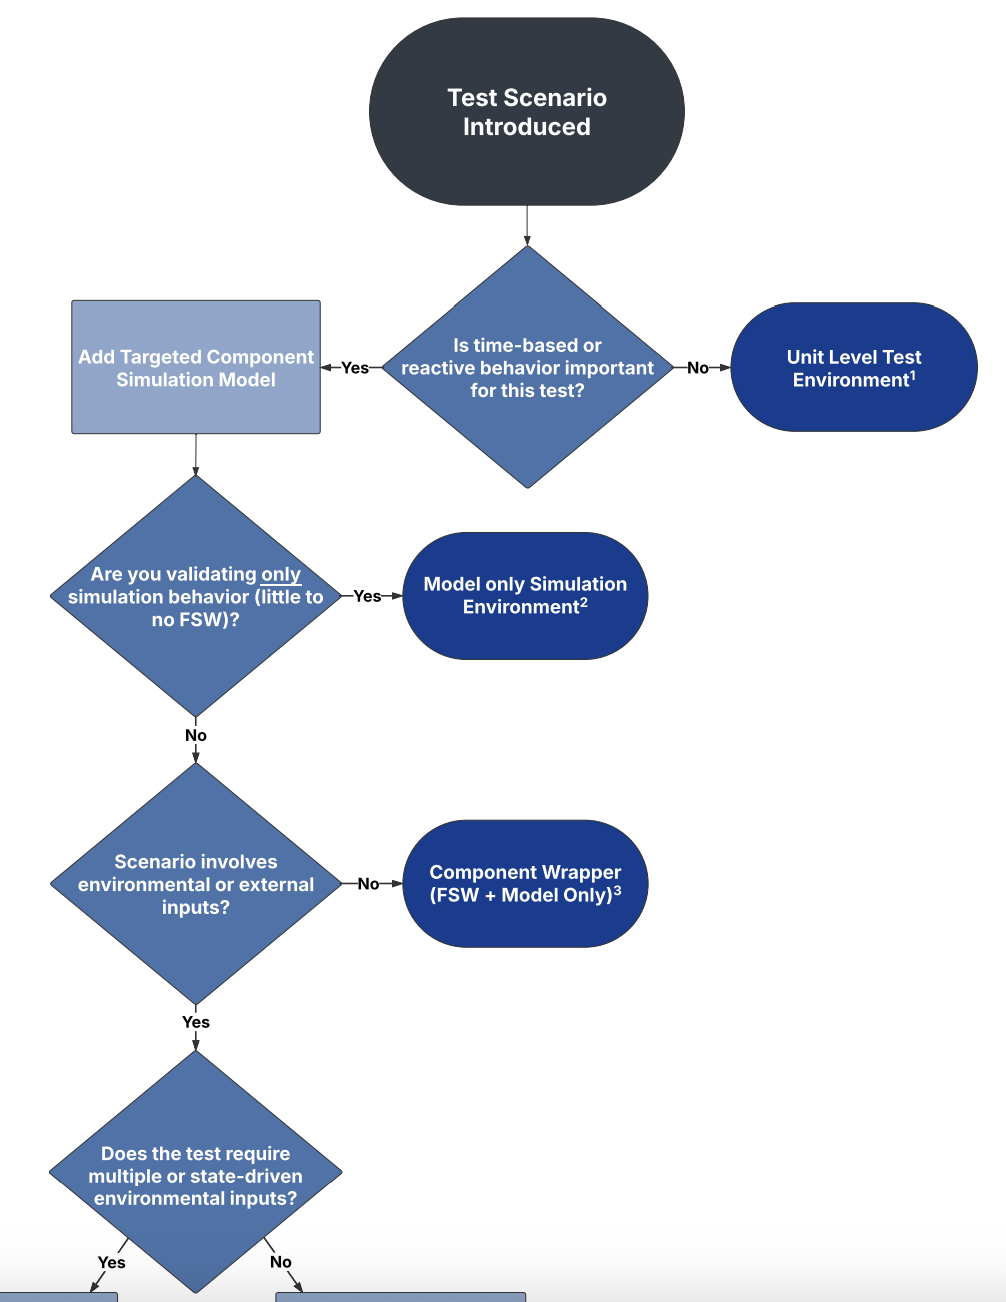 Test Scenario
Introduced
Is time-based or
reactive behavior important
for this test?
Yes
No
Add Targeted Component
Simulation Model
Unit Level Test
Environment¹
Are you validating only
simulation behavior (little to
no FSW)?
Yes
Model only Simulation
Environment²
No
Scenario involves
environmental or external
inputs?
No
Component Wrapper
(FSW + Model Only)³
Yes
Does the test require
multiple or state-driven
environmental inputs?
Yes
No